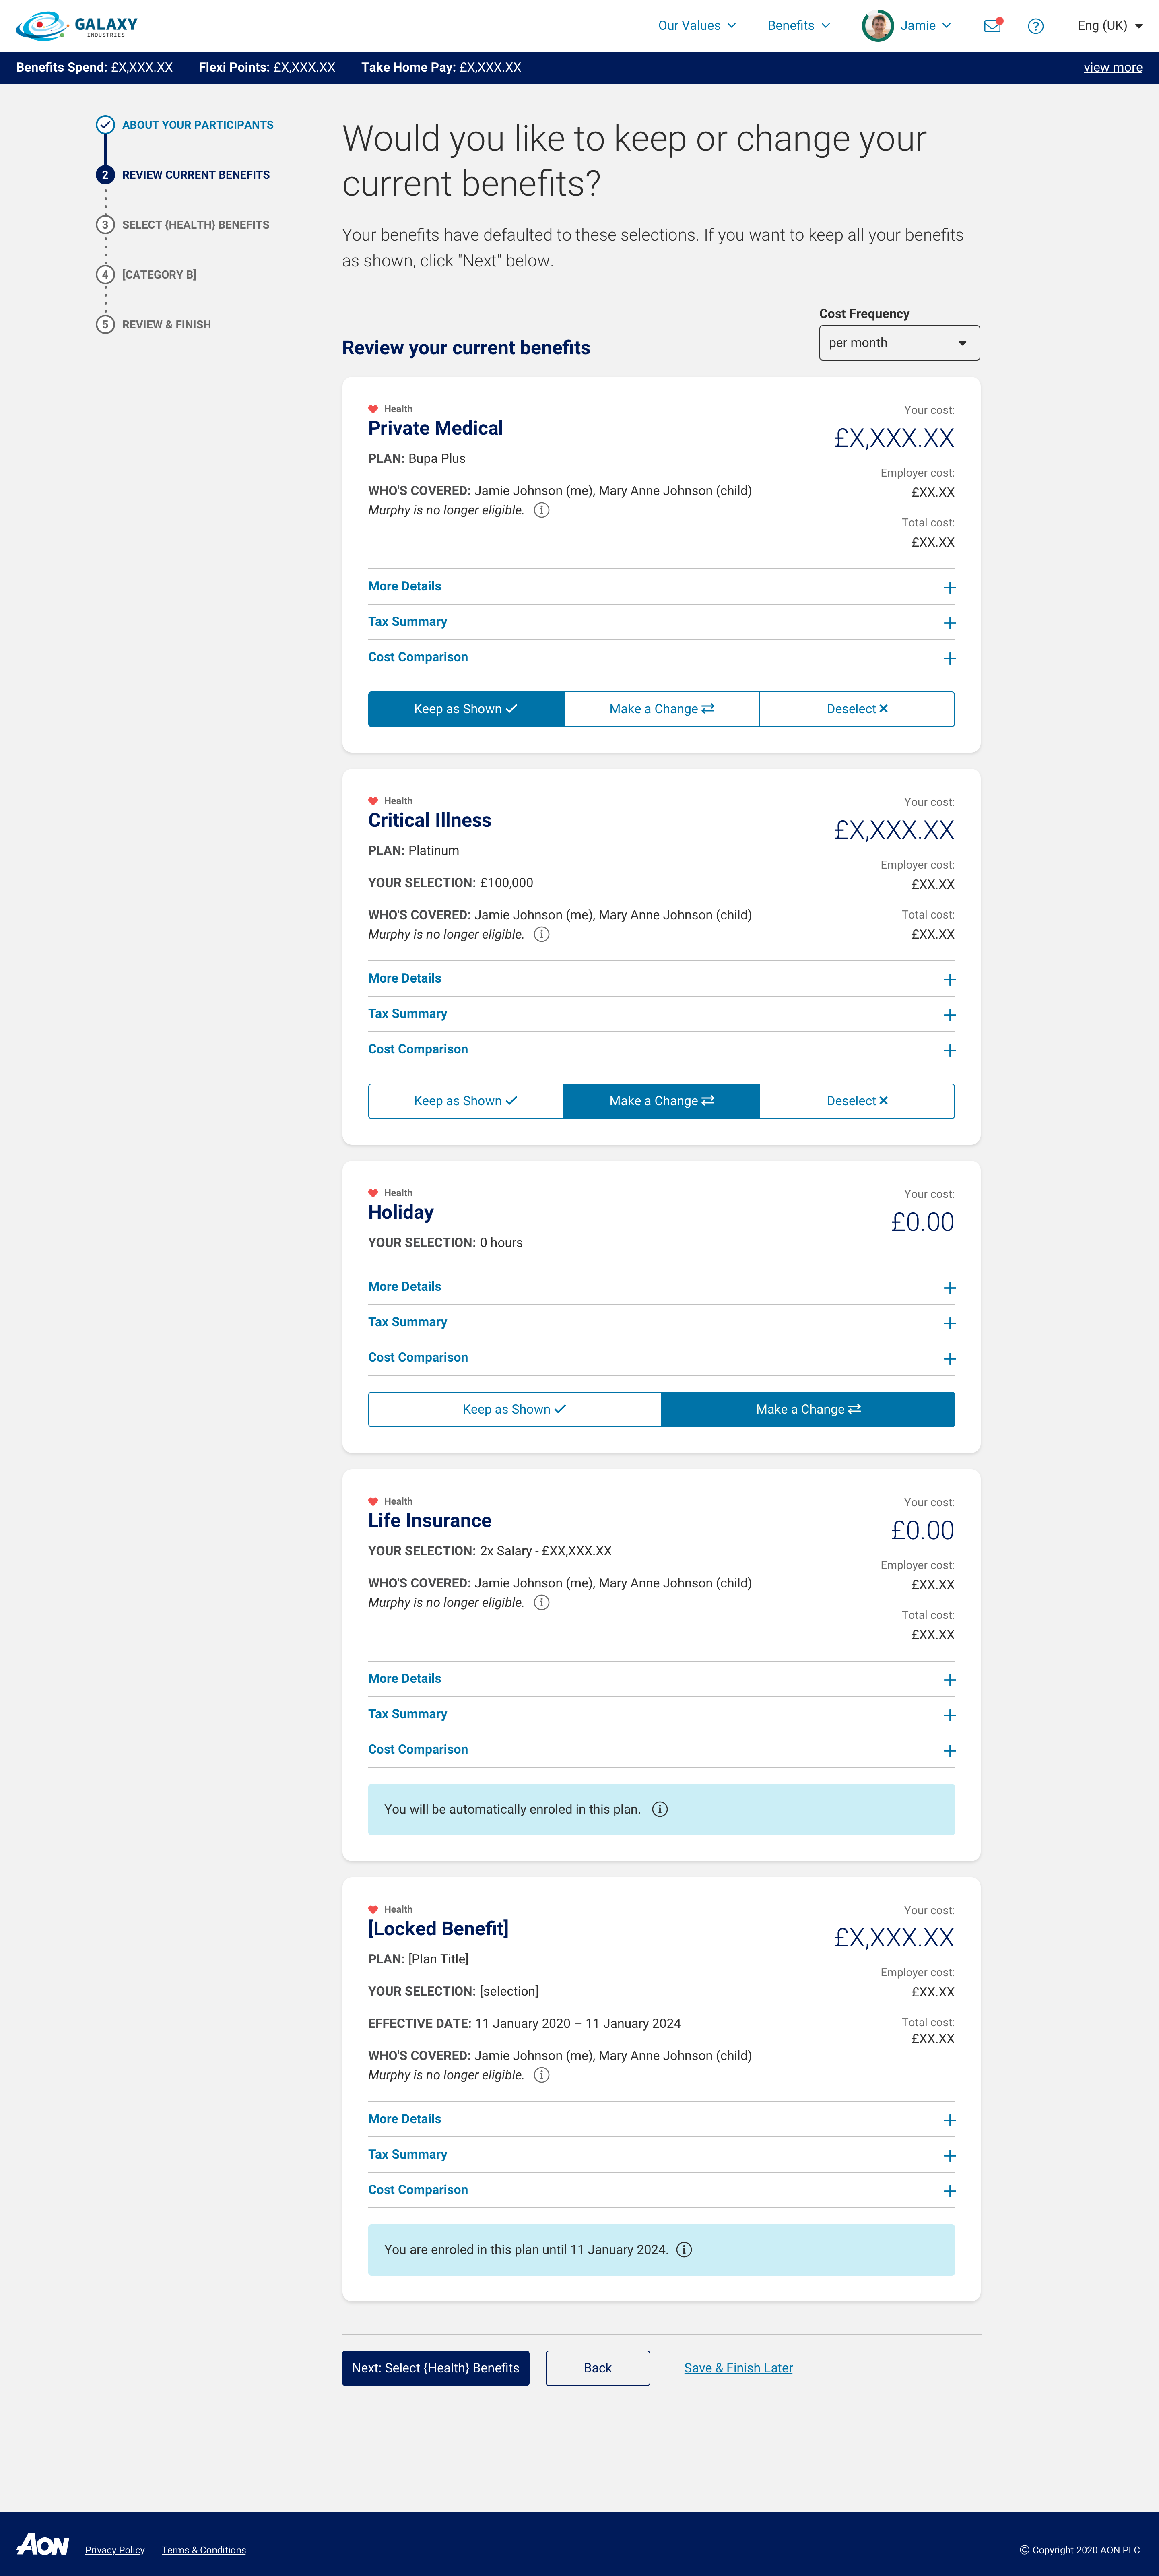 GALAXY
INDUSTRIES
Our Values
Benefits
Jamie
Eng (UK)
Benefits Spend: £X,XXX.XX
Flexi Points: £X,XXX.XX
Take Home Pay: £X,XXX.XX
view more
ABOUT YOUR PARTICIPANTS
2 REVIEW CURRENT BENEFITS
3 SELECT {HEALTH} BENEFITS
4 [CATEGORY B]
5 REVIEW & FINISH
Would you like to keep or change your
current benefits?
Your benefits have defaulted to these selections. If you want to keep all your benefits
as shown, click "Next" below.
Review your current benefits
Cost Frequency
per month
Health
Private Medical
PLAN: Bupa Plus
WHO'S COVERED: Jamie Johnson (me), Mary Anne Johnson (child)
Murphy is no longer eligible.
Your cost:
£X,XXX.XX
Employer cost:
£XX.XX
Total cost:
£XX.XX
More Details
Tax Summary
Cost Comparison
Keep as Shown
Make a Change
Deselect
Health
Critical Illness
PLAN: Platinum
YOUR SELECTION: £100,000
WHO'S COVERED: Jamie Johnson (me), Mary Anne Johnson (child)
Murphy is no longer eligible.
Your cost:
£X,XXX.XX
Employer cost:
£XX.XX
Total cost:
£XX.XX
More Details
Tax Summary
Cost Comparison
Keep as Shown
Make a Change
Deselect
Health
Holiday
YOUR SELECTION: 0 hours
Your cost:
£0.00
More Details
Tax Summary
Cost Comparison
Keep as Shown
Make a Change
Health
Life Insurance
YOUR SELECTION: 2x Salary - £XX,XXX.XX
WHO'S COVERED: Jamie Johnson (me), Mary Anne Johnson (child)
Murphy is no longer eligible.
Your cost:
£0.00
Employer cost:
£XX.XX
Total cost:
£XX.XX
More Details
Tax Summary
Cost Comparison
You will be automatically enroled in this plan.
Health
[Locked Benefit]
PLAN: [Plan Title]
YOUR SELECTION: [selection]
EFFECTIVE DATE: 11 January 2020 – 11 January 2024
WHO'S COVERED: Jamie Johnson (me), Mary Anne Johnson (child)
Murphy is no longer eligible.
Your cost:
£X,XXX.XX
Employer cost:
£XX.XX
Total cost:
£XX.XX
More Details
Tax Summary
Cost Comparison
You are enroled in this plan until 11 January 2024.
Next: Select {Health} Benefits
Back
Save & Finish Later
AON
Privacy Policy
Terms & Conditions
© Copyright 2020 AON PLC